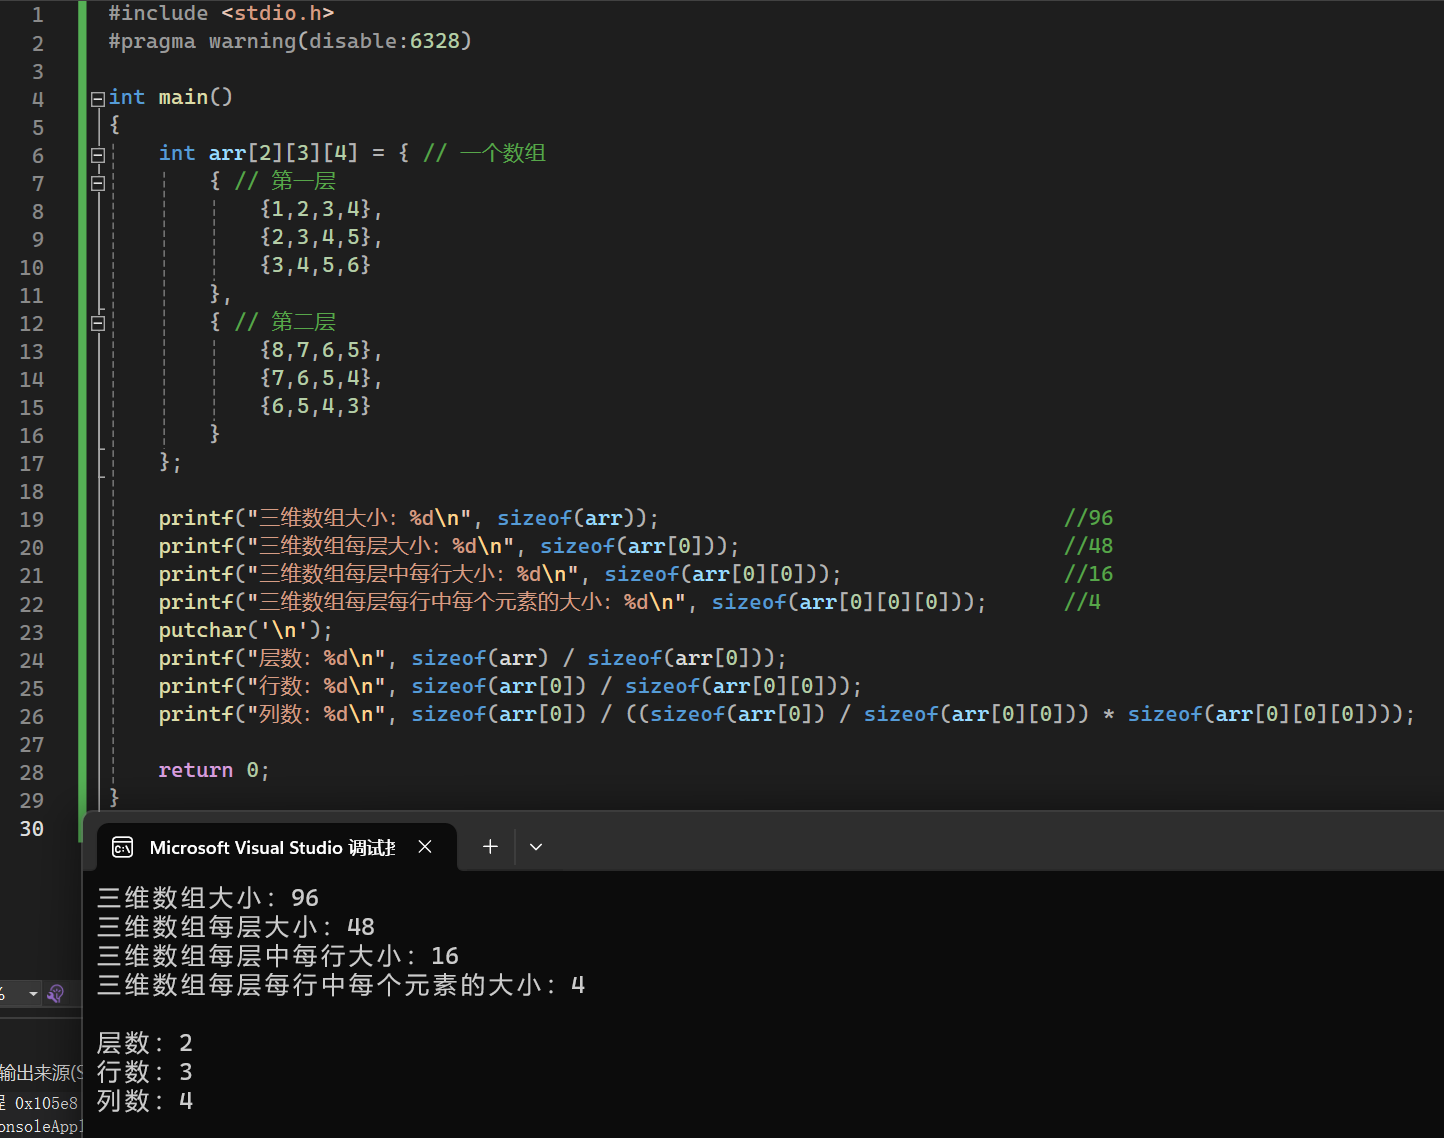 1 #include <stdio.h>
2 #pragma warning(disable:6328)
3
4 int main()
5 {
6     int arr[2][3][4] = { // 一个数组
7         { // 第一层
8             {1,2,3,4},
9             {2,3,4,5},
10             {3,4,5,6}
11         },
12         { // 第二层
13             {8,7,6,5},
14             {7,6,5,4},
15             {6,5,4,3}
16         }
17     };
18
19     printf("三维数组大小: %d\n", sizeof(arr)); //96
20     printf("三维数组每层大小: %d\n", sizeof(arr[0])); //48
21     printf("三维数组每层中每行大小: %d\n", sizeof(arr[0][0])); //16
22     printf("三维数组每层每行中每个元素的大小: %d\n", sizeof(arr[0][0][0])); //4
23     putchar('\n');
24     printf("层数: %d\n", sizeof(arr) / sizeof(arr[0]));
25     printf("行数: %d\n", sizeof(arr[0]) / sizeof(arr[0][0]));
26     printf("列数: %d\n", sizeof(arr[0]) / ((sizeof(arr[0]) / sizeof(arr[0][0])) * sizeof(arr[0][0][0])));
27
28     return 0;
29 }
30
Microsoft Visual Studio 调试
三维数组大小: 96
三维数组每层大小: 48
三维数组每层中每行大小: 16
三维数组每层每行中每个元素的大小: 4
层数: 2
行数: 3
列数: 4
%
输出来源(S
0x105e8
onsoleAppl